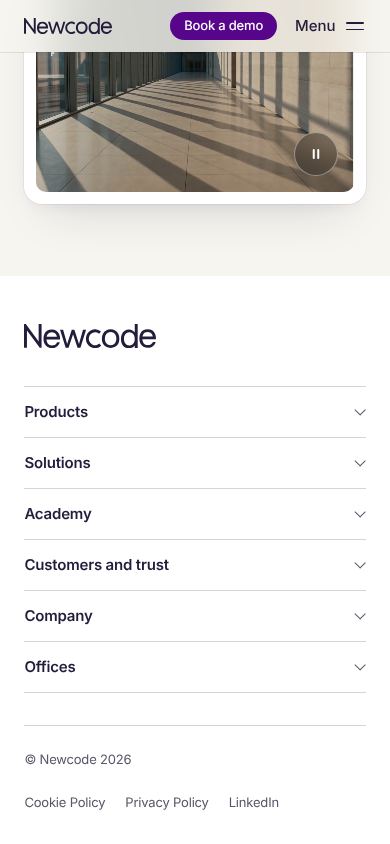 Newcode
Book a demo
Menu
Newcode
Products
Solutions
Academy
Customers and trust
Company
Offices
© Newcode 2026
Cookie Policy
Privacy Policy
LinkedIn